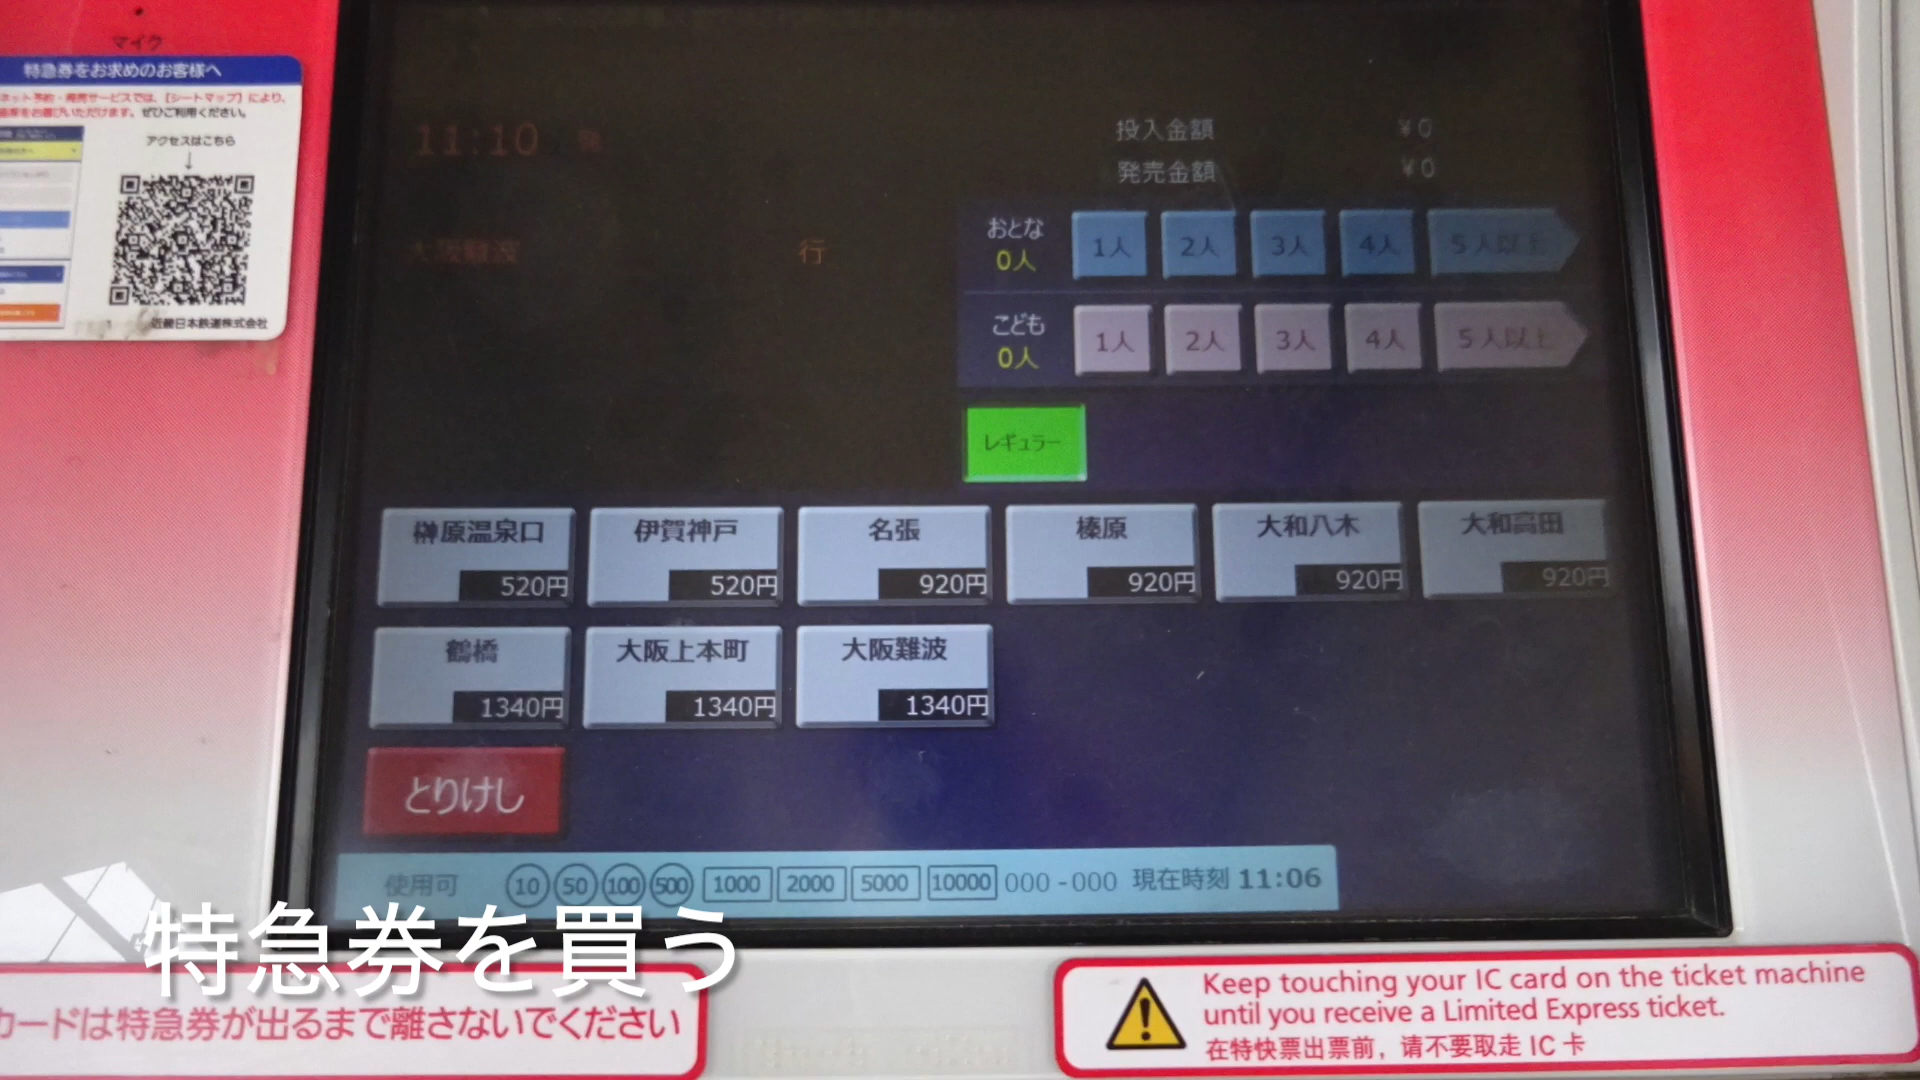 マイク
特急券をお求めのお客様へ
ネット予約・発売サービスでは、[シートマップ]により、
座席をお選びいただけます。ぜひご利用ください。
アクセスはこちら
↓
近畿日本鉄道株式会社
11:10 発
大阪難波 行
投入金額 ¥0
発売金額 ¥0
おとな
0人
1人 2人 3人 4人 5人以上
こども
0人
1人 2人 3人 4人 5人以上
レギュラー
榊原温泉口 伊賀神戸 名張 榛原 大和八木 大和高田
520円 520円 920円 920円 920円 920円
鶴橋 大阪上本町 大阪難波
1340円 1340円 1340円
とりけし
使用可 10 50 100 500 1000 2000 5000 10000 000-000 現在時刻 11:06
特急券を買う
カードは特急券が出るまで離さないでください
Keep touching your IC card on the ticket machine
until you receive a Limited Express ticket.
在特快票出票前，请不要取走 IC 卡